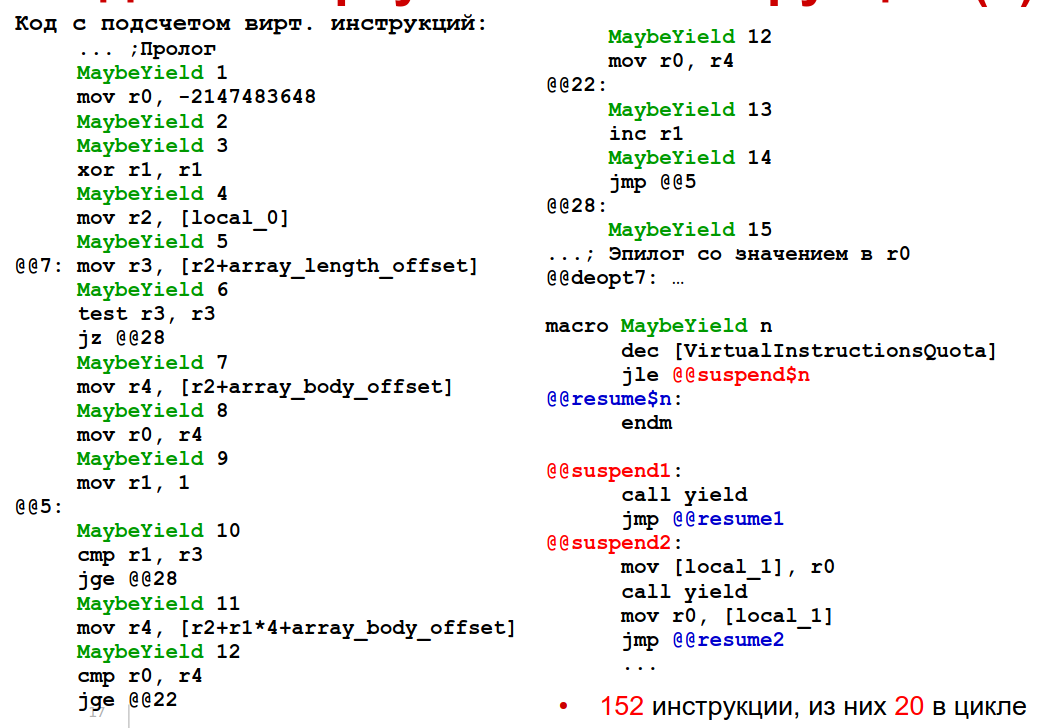 Код с подсчетом вирт. инструкций:
... ;Пролог
MaybeYield 1
mov r0, -2147483648
MaybeYield 2
MaybeYield 3
xor r1, r1
MaybeYield 4
mov r2, [local_0]
MaybeYield 5
@@7: mov r3, [r2+array_length_offset]
MaybeYield 6
test r3, r3
jz @@28
MaybeYield 7
mov r4, [r2+array_body_offset]
MaybeYield 8
mov r0, r4
MaybeYield 9
mov r1, 1
@@5:
MaybeYield 10
cmp r1, r3
jge @@28
MaybeYield 11
mov r4, [r2+r1*4+array_body_offset]
MaybeYield 12
cmp r0, r4
jge @@22
17
MaybeYield 12
mov r0, r4
@@22:
MaybeYield 13
inc r1
MaybeYield 14
jmp @@5
@@28:
MaybeYield 15
...; Эпилог со значением в r0
@@deopt7: …
macro MaybeYield n
dec [VirtualInstructionsQuota]
jle @@suspend$n
@@resume$n:
endm
@@suspend1:
call yield
jmp @@resume1
@@suspend2:
mov [local_1], r0
call yield
mov r0, [local_1]
jmp @@resume2
...
• 152 инструкции, из них 20 в цикле